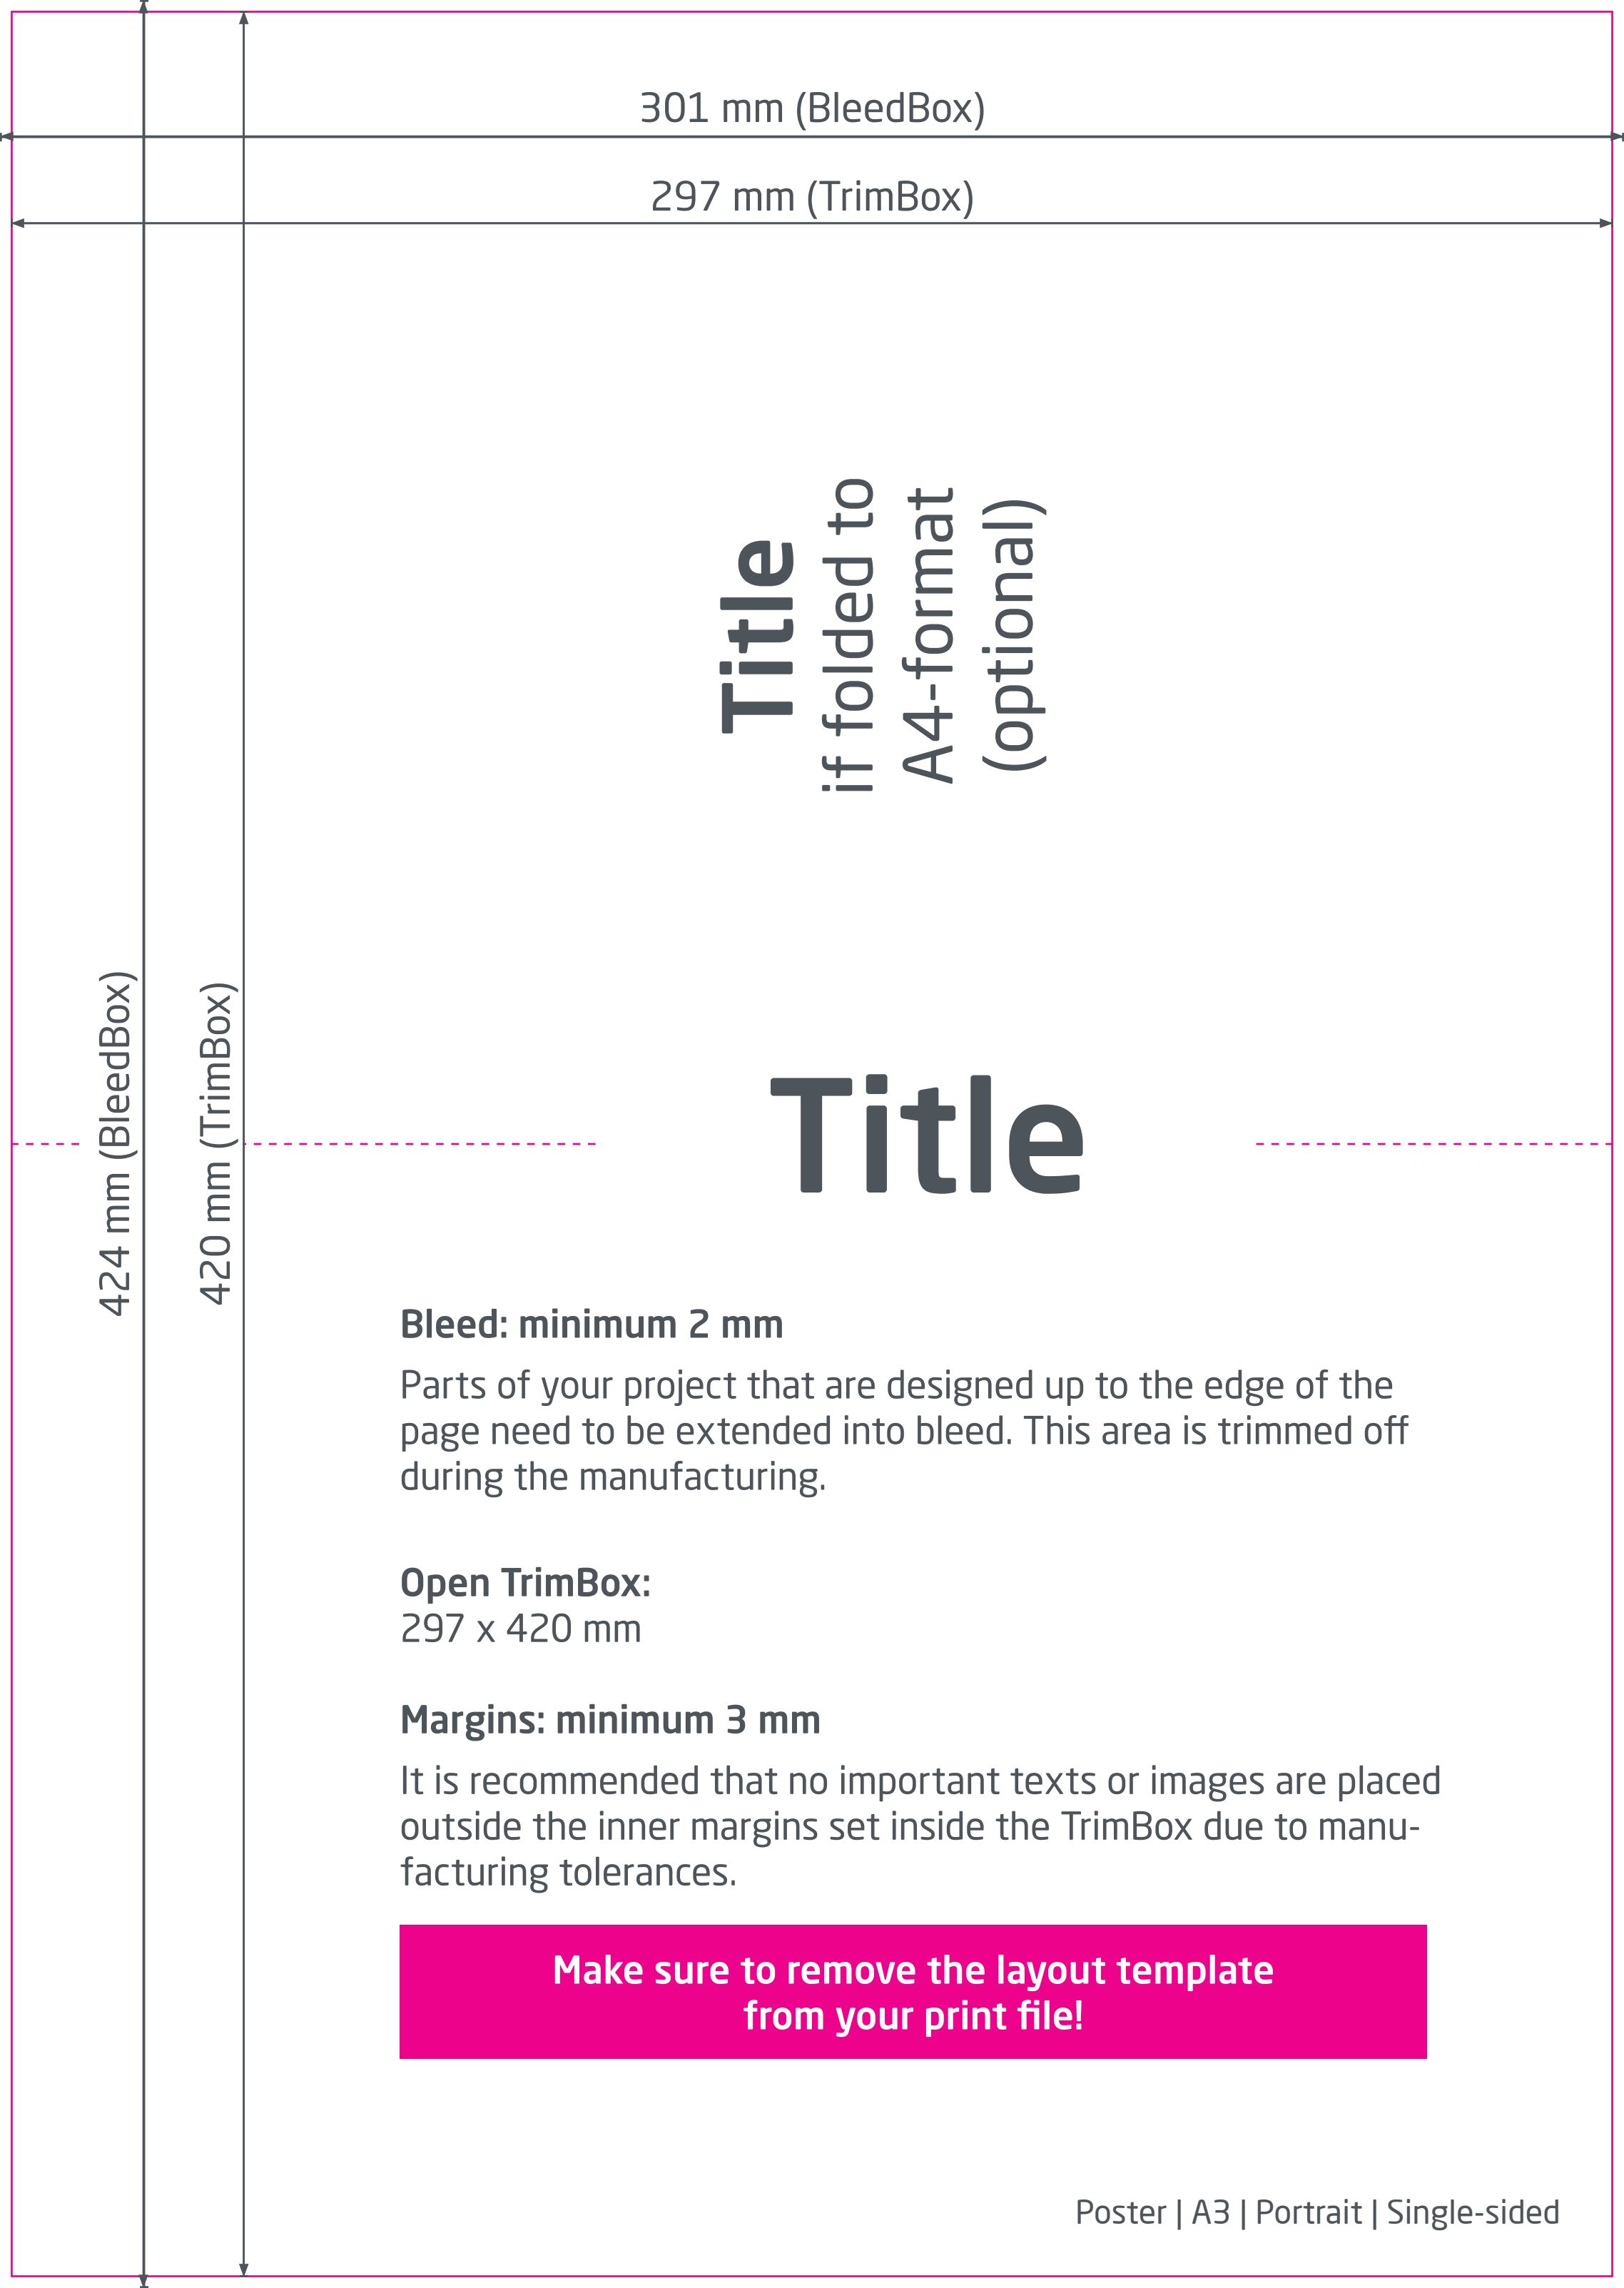 301 mm (BleedBox)
297 mm (TrimBox)
Title
if folded to
A4-format
(optional)
424 mm (BleedBox)
420 mm (TrimBox)
Title
Bleed: minimum 2 mm
Parts of your project that are designed up to the edge of the
page need to be extended into bleed. This area is trimmed off
during the manufacturing.
Open TrimBox:
297 x 420 mm
Margins: minimum 3 mm
It is recommended that no important texts or images are placed
outside the inner margins set inside the TrimBox due to manu-
facturing tolerances.
Make sure to remove the layout template
from your print file!
Poster | A3 | Portrait | Single-sided